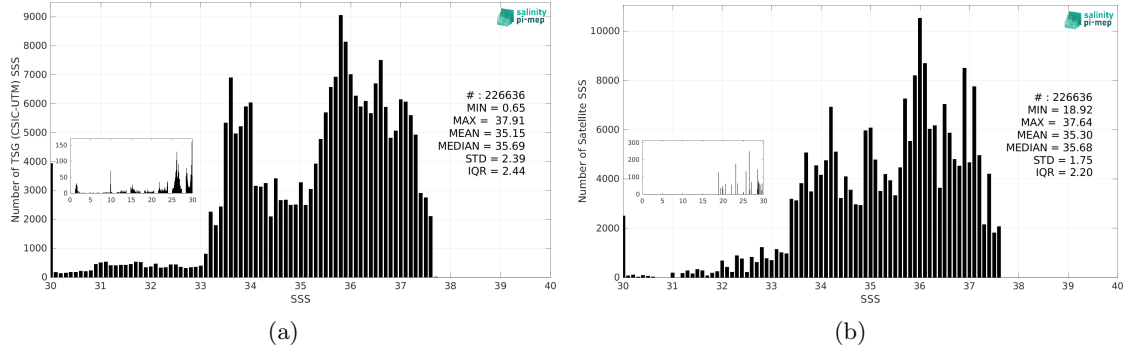 salinity
pi-mep
Number of TSG (CSIC-UTM) SSS
9000
8000
7000
6000
5000
4000
3000
2000
1000
0
# : 226636
MIN = 0.65
MAX = 37.91
MEAN = 35.15
MEDIAN = 35.69
STD = 2.39
IQR = 2.44
150
100
50
0
0 5 10 15 20 25 30
30 31 32 33 34 35 36 37 38 39 40
SSS
(a)
salinity
pi-mep
Number of Satellite SSS
10000
8000
6000
4000
2000
0
# : 226636
MIN = 18.92
MAX = 37.64
MEAN = 35.30
MEDIAN = 35.68
STD = 1.75
IQR = 2.20
300
200
100
0
0 5 10 15 20 25 30
30 31 32 33 34 35 36 37 38 39 40
SSS
(b)